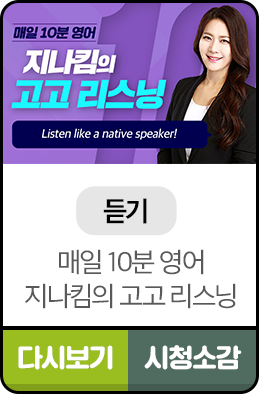 매일 10분 영어
지나킴의
고고 리스닝
Listen like a native speaker!
듣기
매일 10분 영어
지나킴의 고고 리스닝
다시보기 시청소감